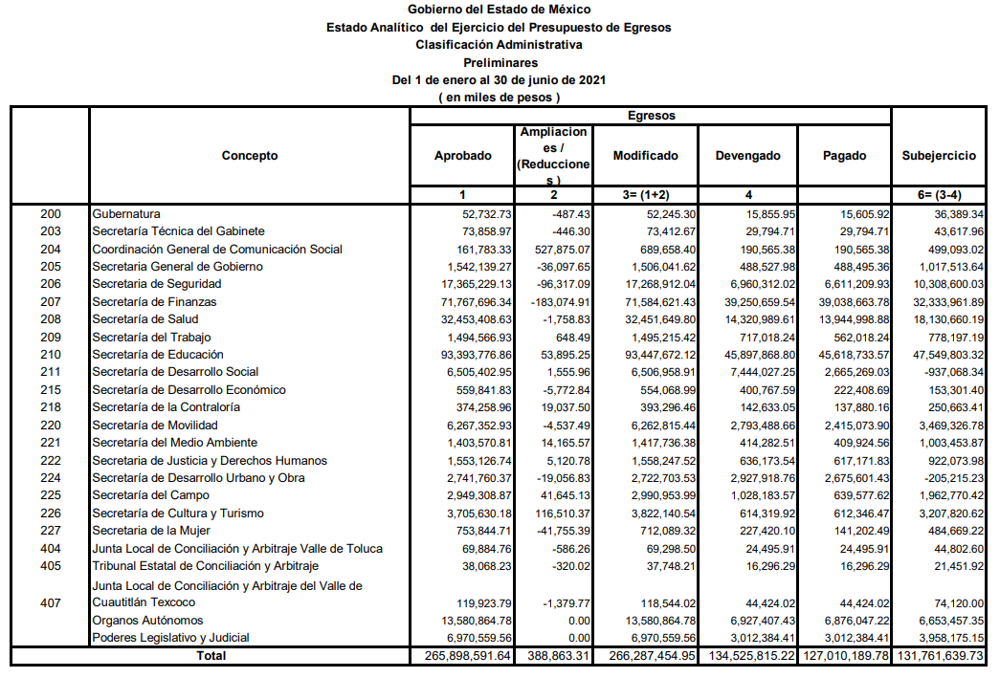 Gobierno del Estado de México
Estado Analítico del Ejercicio del Presupuesto de Egresos
Clasificación Administrativa
Preliminares
Del 1 de enero al 30 de junio de 2021
( en miles de pesos )
Egresos
Concepto Aprobado Ampliacion es / (Reduccione s ) Modificado Devengado Pagado Subejercicio
1 2 3= (1+2) 4 6= (3-4)
200 Gubernatura 52,732.73 -487.43 52,245.30 15,855.95 15,605.92 36,389.34
203 Secretaría Técnica del Gabinete 73,858.97 -446.30 73,412.67 29,794.71 29,794.71 43,617.96
204 Coordinación General de Comunicación Social 161,783.33 527,875.07 689,658.40 190,565.38 190,565.38 499,093.02
205 Secretaria General de Gobierno 1,542,139.27 -36,097.65 1,506,041.62 488,527.98 488,495.36 1,017,513.64
206 Secretaria de Seguridad 17,365,229.13 -96,317.09 17,268,912.04 6,960,312.02 6,611,209.93 10,308,600.03
207 Secretaría de Finanzas 71,767,696.34 -183,074.91 71,584,621.43 39,250,659.54 39,038,663.78 32,333,961.89
208 Secretaría de Salud 32,453,408.63 -1,758.83 32,451,649.80 14,320,989.61 13,944,998.88 18,130,660.19
209 Secretaría del Trabajo 1,494,566.93 648.49 1,495,215.42 717,018.24 562,018.24 778,197.19
210 Secretaría de Educación 93,393,776.86 53,895.25 93,447,672.12 45,897,868.80 45,618,733.57 47,549,803.32
211 Secretaría de Desarrollo Social 6,505,402.95 1,555.96 6,506,958.91 7,444,027.25 2,665,269.03 -937,068.34
215 Secretaría de Desarrollo Económico 559,841.83 -5,772.84 554,068.99 400,767.59 222,408.69 153,301.40
218 Secretaría de la Contraloría 374,258.96 19,037.50 393,296.46 142,633.05 137,880.16 250,663.41
220 Secretaría de Movilidad 6,267,352.93 -4,537.49 6,262,815.44 2,793,488.66 2,415,073.90 3,469,326.78
221 Secretaría del Medio Ambiente 1,403,570.81 14,165.57 1,417,736.38 414,282.51 409,924.56 1,003,453.87
222 Secretaria de Justicia y Derechos Humanos 1,553,126.74 5,120.78 1,558,247.52 636,173.54 617,171.83 922,073.98
224 Secretaría de Desarrollo Urbano y Obra 2,741,760.37 -19,056.83 2,722,703.53 2,927,918.76 2,675,601.43 -205,215.23
225 Secretaría del Campo 2,949,308.87 41,645.13 2,990,953.99 1,028,183.57 639,577.62 1,962,770.42
226 Secretaría de Cultura y Turismo 3,705,630.18 116,510.37 3,822,140.54 614,319.92 612,346.47 3,207,820.62
227 Secretaria de la Mujer 753,844.71 -41,755.39 712,089.32 227,420.10 141,202.49 484,669.22
404 Junta Local de Conciliación y Arbitraje Valle de Toluca 69,884.76 -586.26 69,298.50 24,495.91 24,495.91 44,802.60
405 Tribunal Estatal de Conciliación y Arbitraje 38,068.23 -320.02 37,748.21 16,296.29 16,296.29 21,451.92
Junta Local de Conciliación y Arbitraje del Valle de
407 Cuautitlán Texcoco 119,923.79 -1,379.77 118,544.02 44,424.02 44,424.02 74,120.00
Organos Autónomos 13,580,864.78 0.00 13,580,864.78 6,927,407.43 6,876,047.22 6,653,457.35
Poderes Legislativo y Judicial 6,970,559.56 0.00 6,970,559.56 3,012,384.41 3,012,384.41 3,958,175.15
Total 265,898,591.64 388,863.31 266,287,454.95 134,525,815.22 127,010,189.78 131,761,639.73